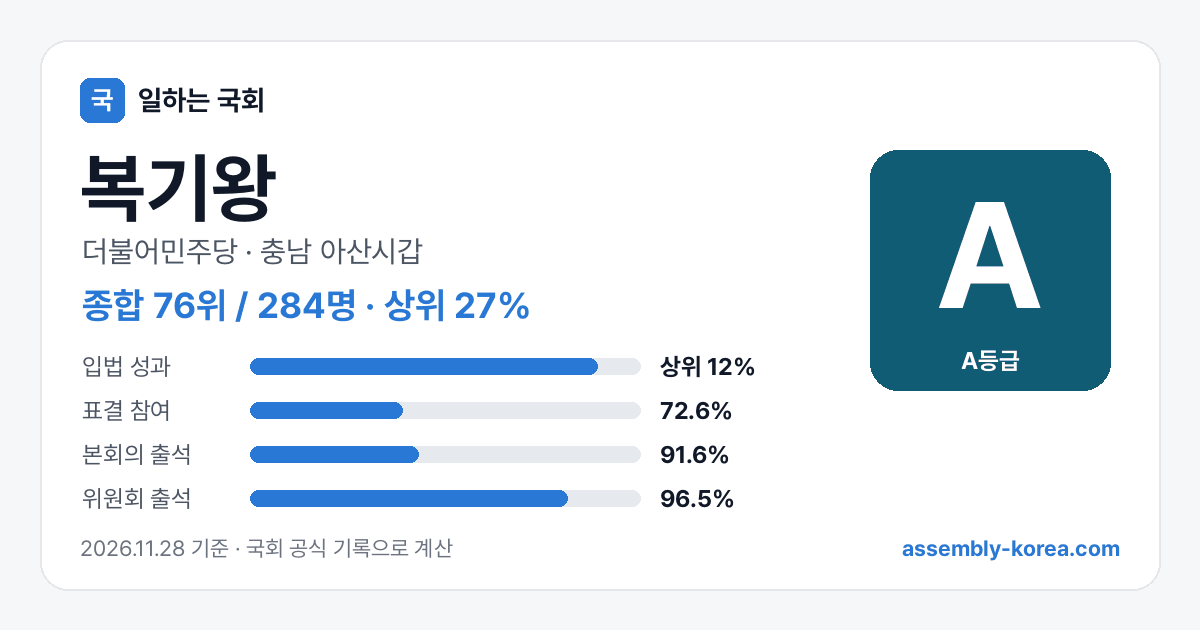 국 일하는 국회
복기왕
더불어민주당 · 충남 아산시갑
종합 76위 / 284명 · 상위 27%
입법 성과 상위 12%
표결 참여 72.6%
본회의 출석 91.6%
위원회 출석 96.5%
A
A등급
2026.11.28 기준 · 국회 공식 기록으로 계산
assembly-korea.com